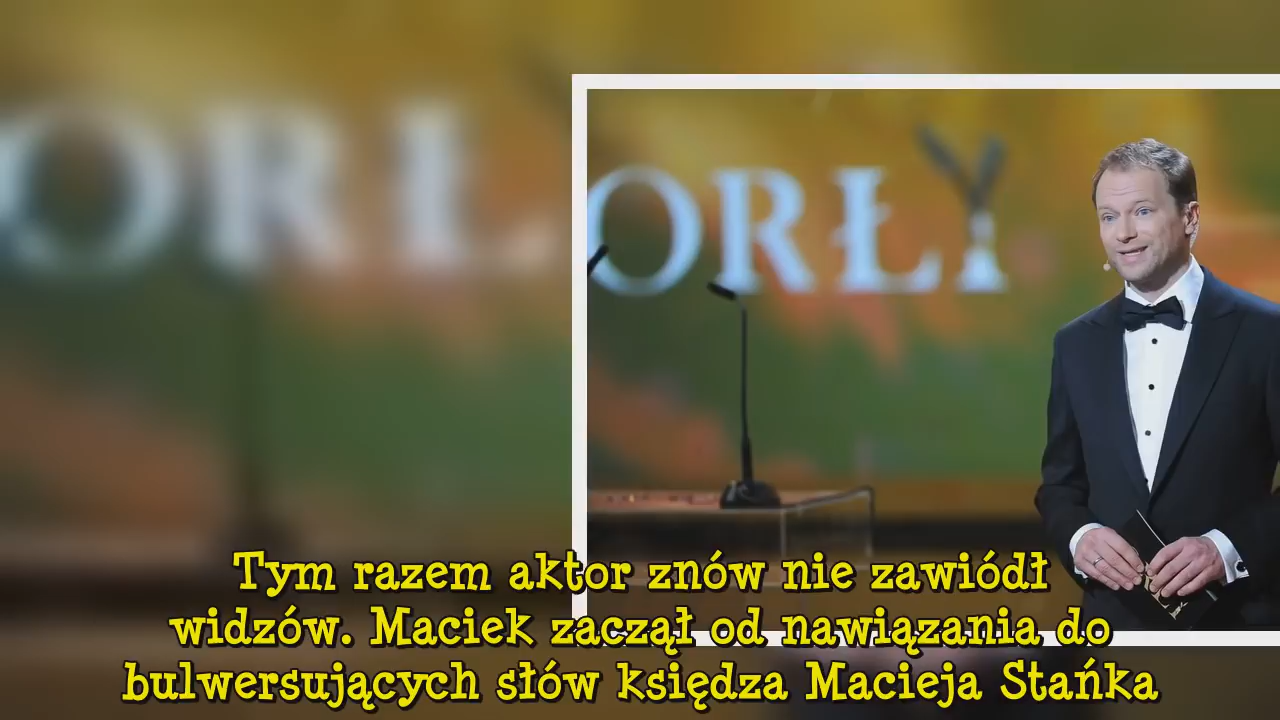 ORŁ
ORŁY
Tym razem aktor znów nie zawiódł
widzów. Maciek zaczął od nawiązania do
bulwersujących słów księdza Macieja Stańka